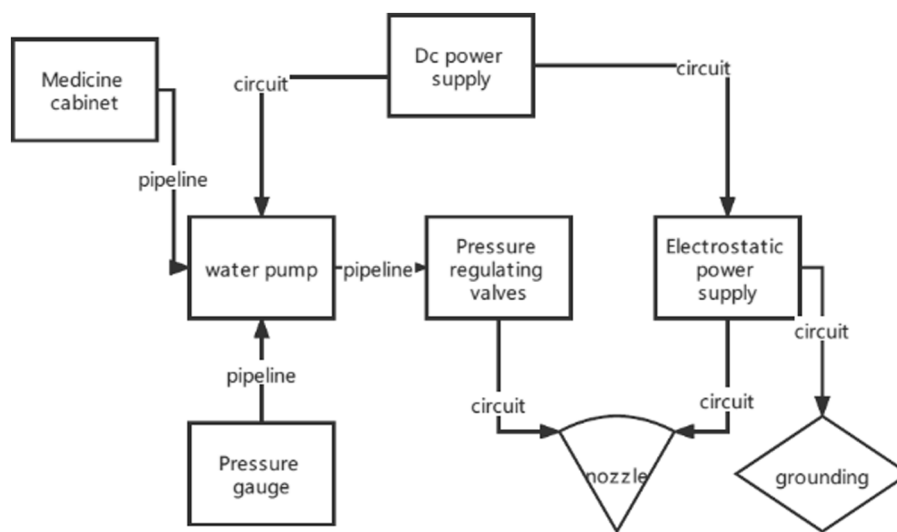 Dc power
supply
Medicine
cabinet
circuit
circuit
pipeline
water pump
pipeline
Pressure
regulating
valves
Electrostatic
power
supply
circuit
pipeline
circuit
circuit
Pressure
gauge
nozzle
grounding